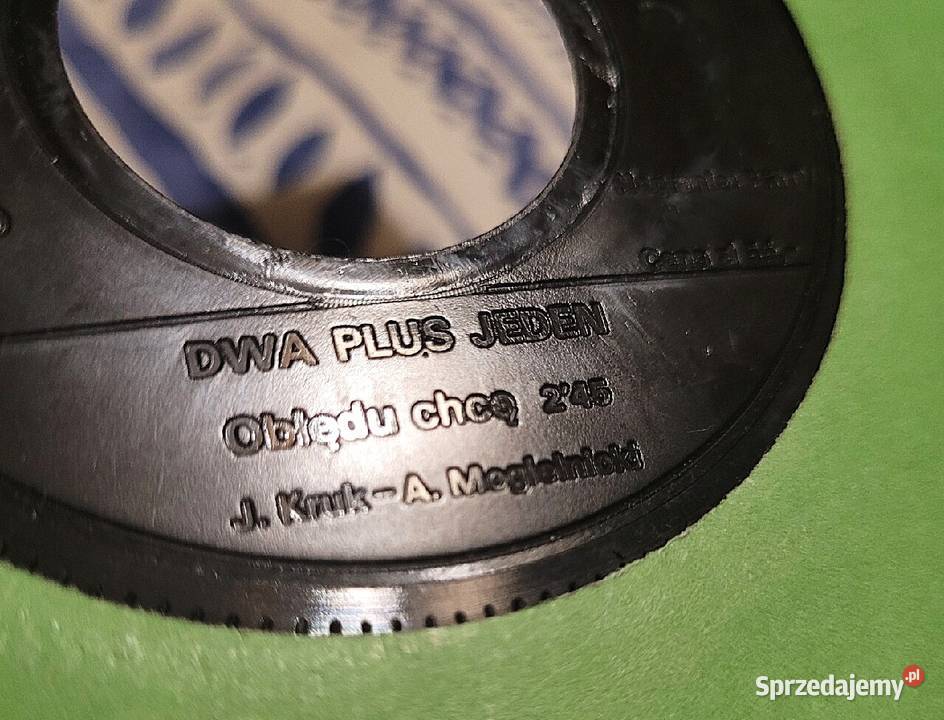 DWA PLUS JEDEN
Obłędu chcę 2'45
J. Kruk – A. Mogielnicki
Sprzedajemy.pl